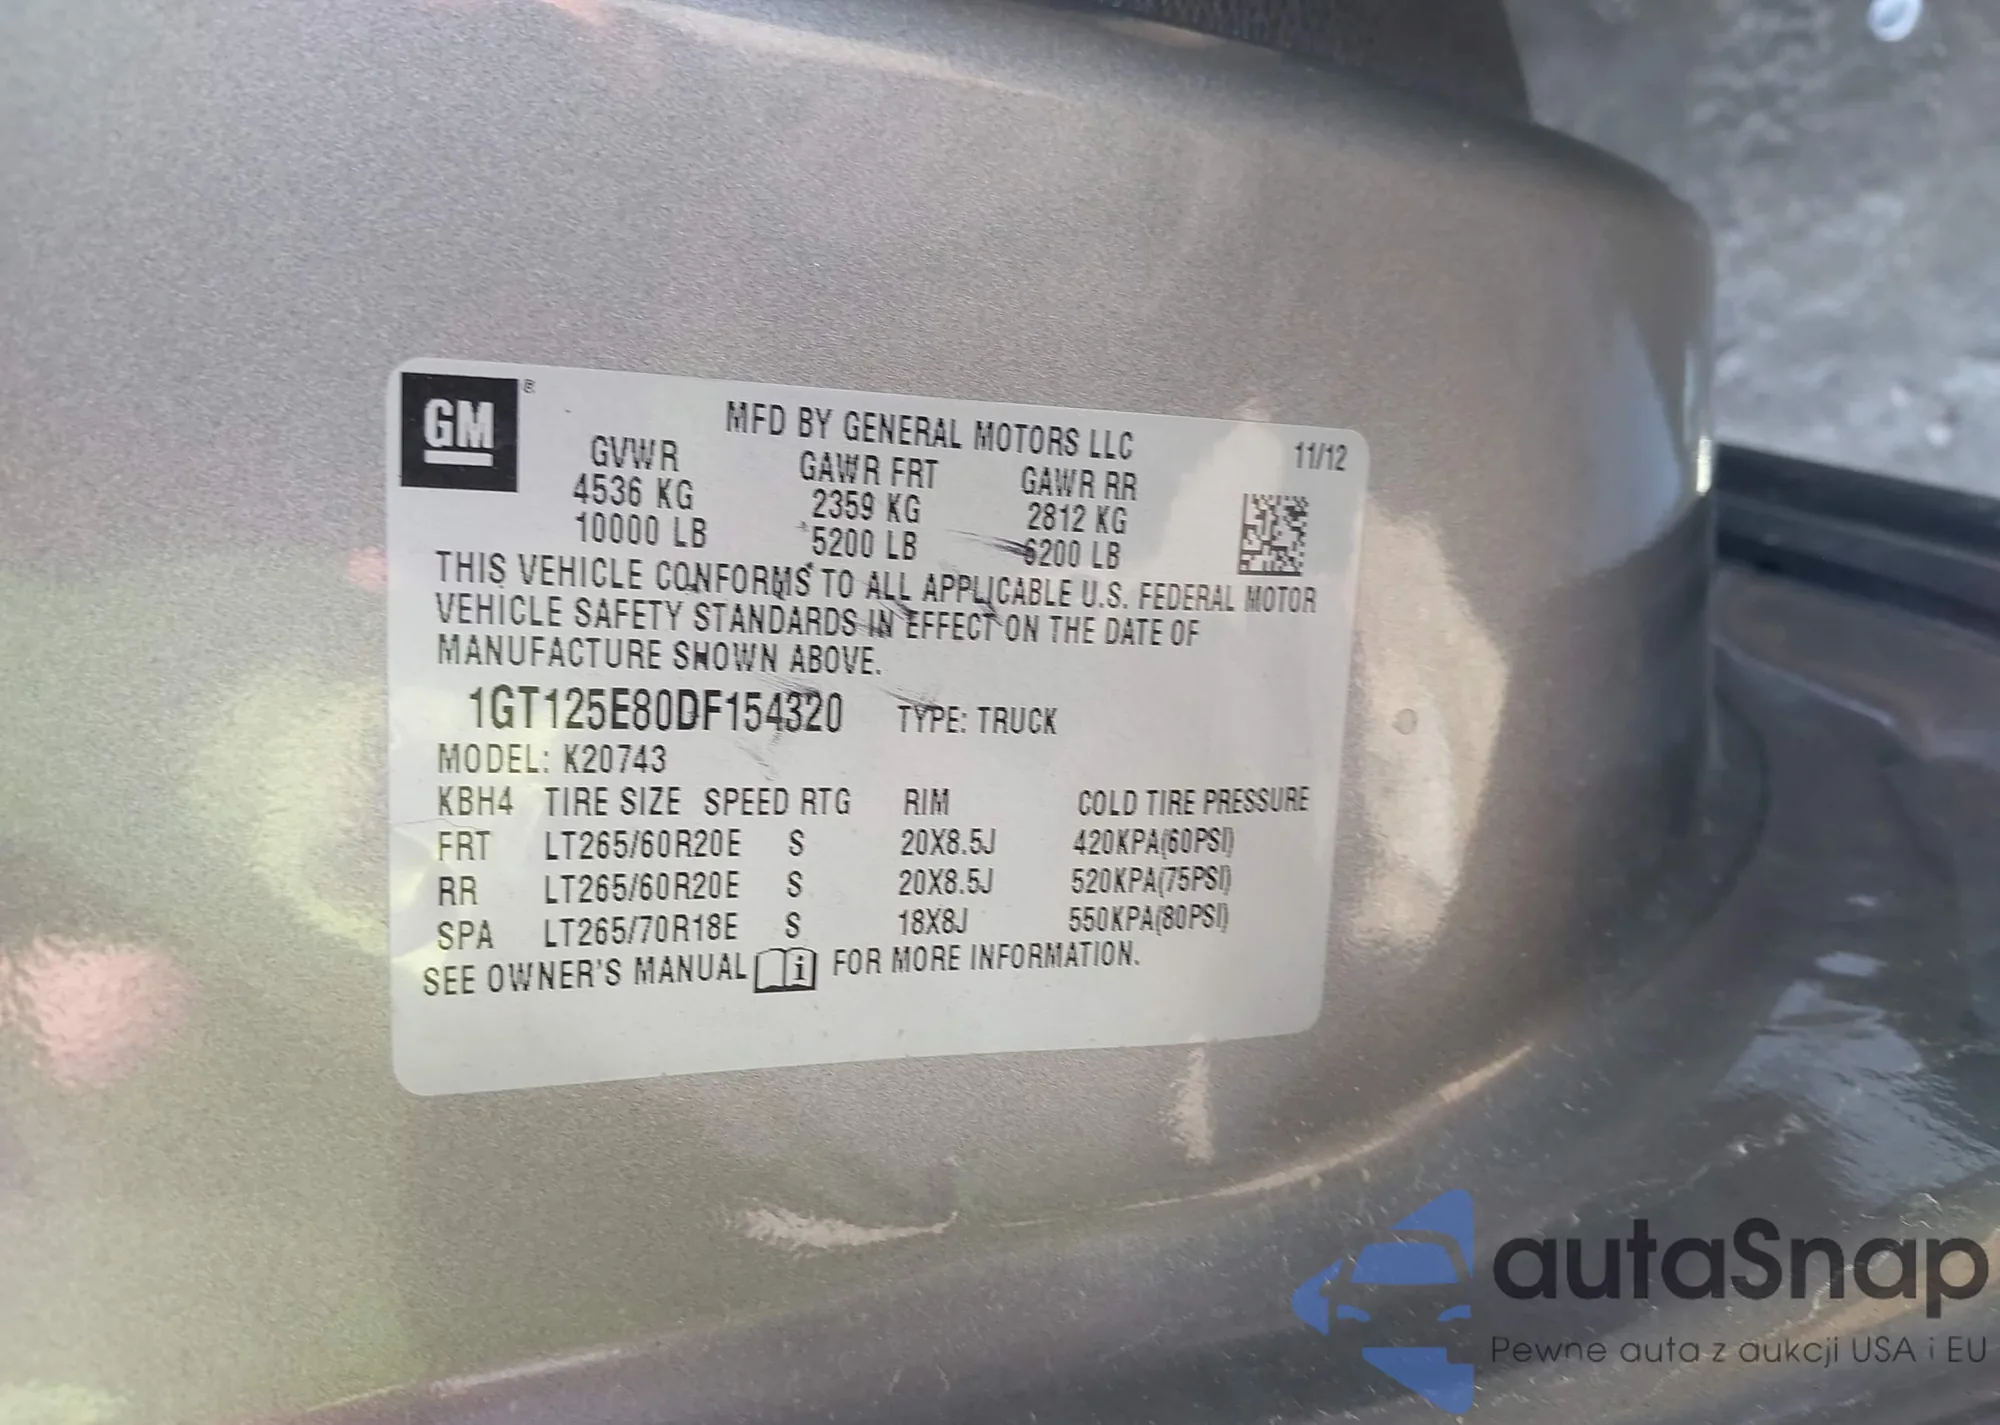 GM
MFD BY GENERAL MOTORS LLC 11/12
GVWR GAWR FRT GAWR RR
4536 KG 2359 KG 2812 KG
10000 LB 5200 LB 6200 LB
THIS VEHICLE CONFORMS TO ALL APPLICABLE U.S. FEDERAL MOTOR
VEHICLE SAFETY STANDARDS IN EFFECT ON THE DATE OF
MANUFACTURE SHOWN ABOVE.
1GT125E80DF154320 TYPE: TRUCK
MODEL: K20743
KBH4 TIRE SIZE SPEED RTG RIM COLD TIRE PRESSURE
FRT LT265/60R20E S 20X8.5J 420KPA(60PSI)
RR LT265/60R20E S 20X8.5J 520KPA(75PSI)
SPA LT265/70R18E S 18X8J 550KPA(80PSI)
SEE OWNER'S MANUAL i FOR MORE INFORMATION.
autaSnap
Pewne auta z aukcji USA i EU